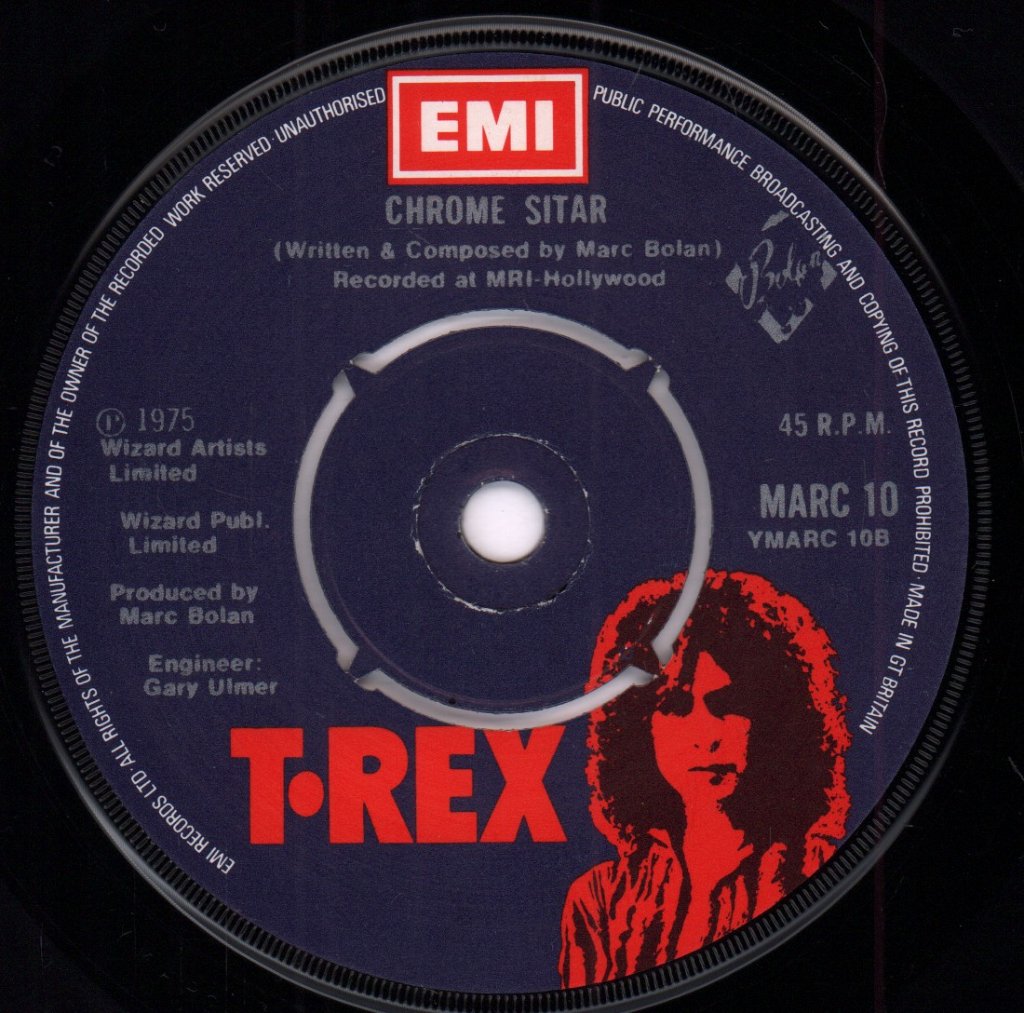 EMI
EMI RECORDS LTD · ALL RIGHTS OF THE MANUFACTURER AND OF THE OWNER OF THE RECORDED WORK RESERVED · UNAUTHORISED
PUBLIC PERFORMANCE BROADCASTING AND COPYING OF THIS RECORD PROHIBITED · MADE IN GT BRITAIN
CHROME SITAR
(Written & Composed by Marc Bolan)
Recorded at MRI-Hollywood
Bolan
℗ 1975
Wizard Artists
Limited
Wizard Publ.
Limited
Produced by
Marc Bolan
Engineer:
Gary Ulmer
45 R.P.M.
MARC 10
YMARC 10B
T·REX